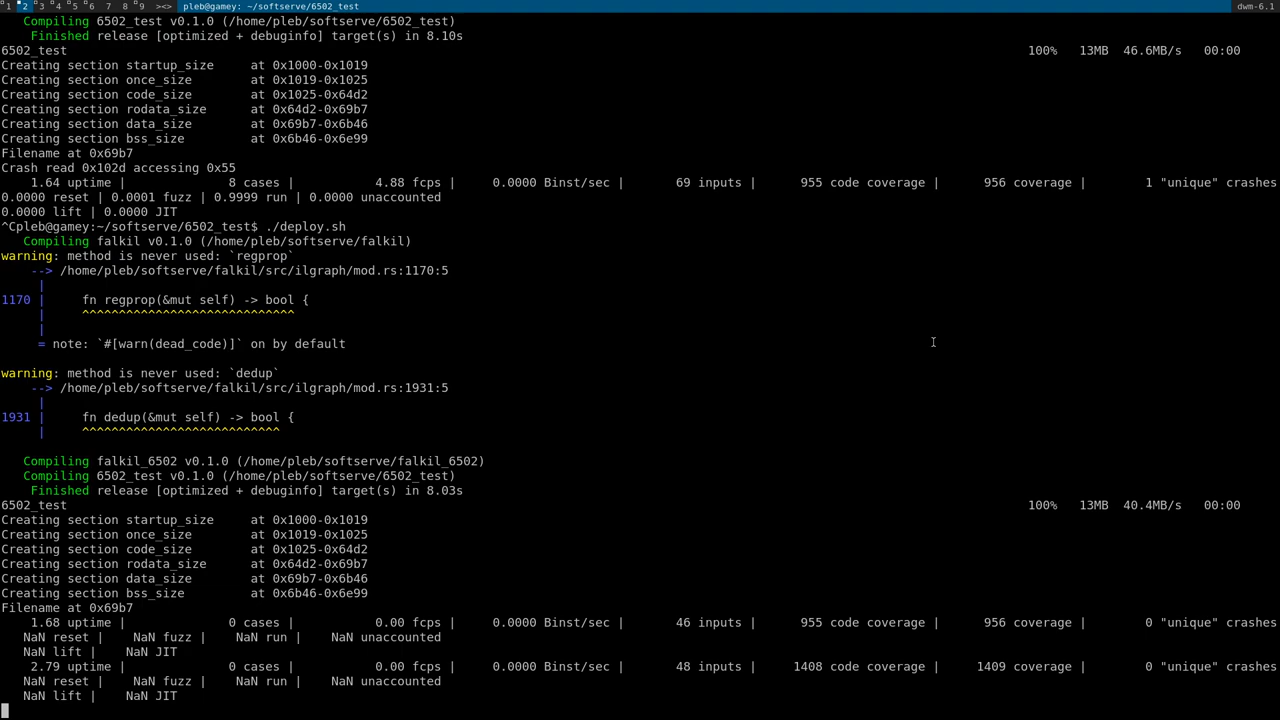 1 2 3 4 5 6 7 8 9 ><> pleb@gamey: ~/softserve/6502_test dwm-6.1
Compiling 6502_test v0.1.0 (/home/pleb/softserve/6502_test)
Finished release [optimized + debuginfo] target(s) in 8.10s
6502_test 100% 13MB 46.6MB/s 00:00
Creating section startup_size at 0x1000-0x1019
Creating section once_size at 0x1019-0x1025
Creating section code_size at 0x1025-0x64d2
Creating section rodata_size at 0x64d2-0x69b7
Creating section data_size at 0x69b7-0x6b46
Creating section bss_size at 0x6b46-0x6e99
Filename at 0x69b7
Crash read 0x102d accessing 0x55
1.64 uptime | 8 cases | 4.88 fcps | 0.0000 Binst/sec | 69 inputs | 955 code coverage | 956 coverage | 1 "unique" crashes
0.0000 reset | 0.0001 fuzz | 0.9999 run | 0.0000 unaccounted
0.0000 lift | 0.0000 JIT
^Cpleb@gamey:~/softserve/6502_test$ ./deploy.sh
Compiling falkil v0.1.0 (/home/pleb/softserve/falkil)
warning: method is never used: `regprop`
--> /home/pleb/softserve/falkil/src/ilgraph/mod.rs:1170:5
|
1170 | fn regprop(&mut self) -> bool {
| ^^^^^^^^^^^^^^^^^^^^^^^^^^^^^
|
= note: `#[warn(dead_code)]` on by default
warning: method is never used: `dedup`
--> /home/pleb/softserve/falkil/src/ilgraph/mod.rs:1931:5
|
1931 | fn dedup(&mut self) -> bool {
| ^^^^^^^^^^^^^^^^^^^^^^^^^^^
Compiling falkil_6502 v0.1.0 (/home/pleb/softserve/falkil_6502)
Compiling 6502_test v0.1.0 (/home/pleb/softserve/6502_test)
Finished release [optimized + debuginfo] target(s) in 8.03s
6502_test 100% 13MB 40.4MB/s 00:00
Creating section startup_size at 0x1000-0x1019
Creating section once_size at 0x1019-0x1025
Creating section code_size at 0x1025-0x64d2
Creating section rodata_size at 0x64d2-0x69b7
Creating section data_size at 0x69b7-0x6b46
Creating section bss_size at 0x6b46-0x6e99
Filename at 0x69b7
1.68 uptime | 0 cases | 0.00 fcps | 0.0000 Binst/sec | 46 inputs | 955 code coverage | 956 coverage | 0 "unique" crashes
NaN reset | NaN fuzz | NaN run | NaN unaccounted
NaN lift | NaN JIT
2.79 uptime | 0 cases | 0.00 fcps | 0.0000 Binst/sec | 48 inputs | 1408 code coverage | 1409 coverage | 0 "unique" crashes
NaN reset | NaN fuzz | NaN run | NaN unaccounted
NaN lift | NaN JIT